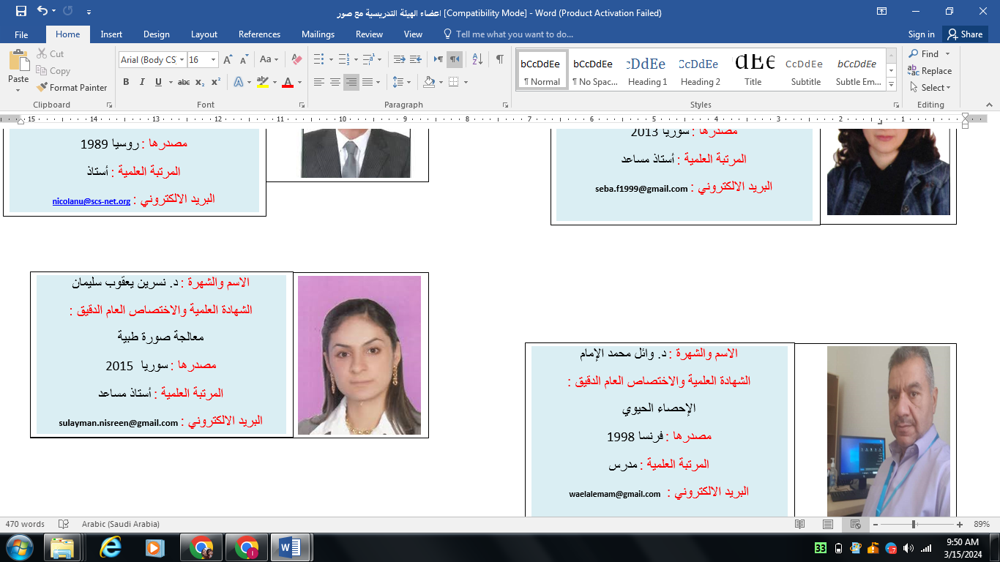 اعضاء الهيئة التدريسية مع صور [Compatibility Mode] - Word (Product Activation Failed)
File Home Insert Design Layout References Mailings Review View Tell me what you want to do... Sign in Share
Paste
Cut
Copy
Format Painter
Clipboard
Arial (Body CS) 16
Font
Paragraph
bCcDdEe ¶ Normal
bCcDdEe ¶ No Spac...
CcDdEe Heading 1
CcDdEe Heading 2
dEe Title
CcDdEe Subtitle
bCcDdEe Subtle Em...
Styles
Find
Replace
Select
Editing
15 14 13 12 11 10 9 8 7 6 5 4 3 2 1
مصدرها : سوريا 2013
المرتبة العلمية : أستاذ مساعد
البريد الالكتروني : seba.f1999@gmail.com
مصدرها : روسيا 1989
المرتبة العلمية : أستاذ
البريد الالكتروني : nicolanu@scs-net.org
الاسم والشهرة : د. وائل محمد الإمام
الشهادة العلمية والاختصاص العام الدقيق :
الإحصاء الحيوي
مصدرها : فرنسا 1998
المرتبة العلمية : مدرس
البريد الالكتروني : waelalemam@gmail.com
الاسم والشهرة : د. نسرين يعقوب سليمان
الشهادة العلمية والاختصاص العام الدقيق :
معالجة صورة طبية
مصدرها : سوريا 2015
المرتبة العلمية : أستاذ مساعد
البريد الالكتروني : sulayman.nisreen@gmail.com
470 words Arabic (Saudi Arabia) 89%
33
9:50 AM
3/15/2024